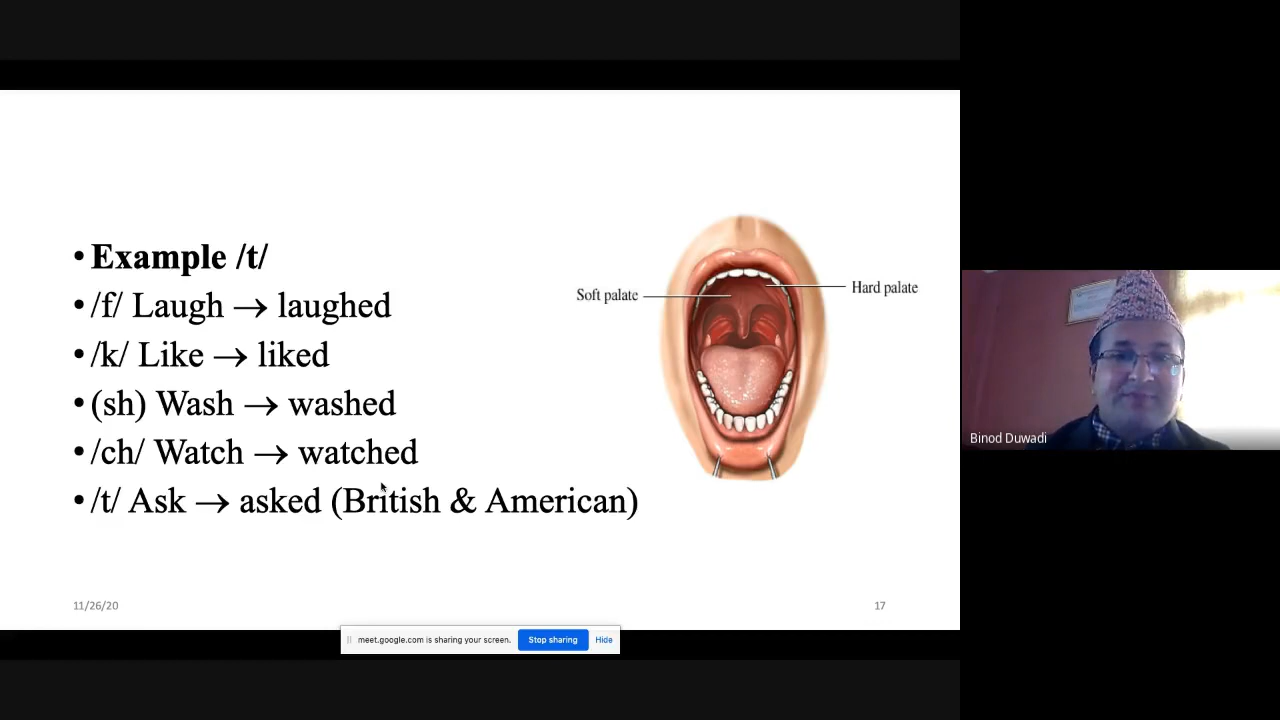 • Example /t/
• /f/ Laugh → laughed
• /k/ Like → liked
• (sh) Wash → washed
• /ch/ Watch → watched
• /t/ Ask → asked (British & American)
Soft palate
Hard palate
11/26/20
17
meet.google.com is sharing your screen.
Stop sharing
Hide
Binod Duwadi